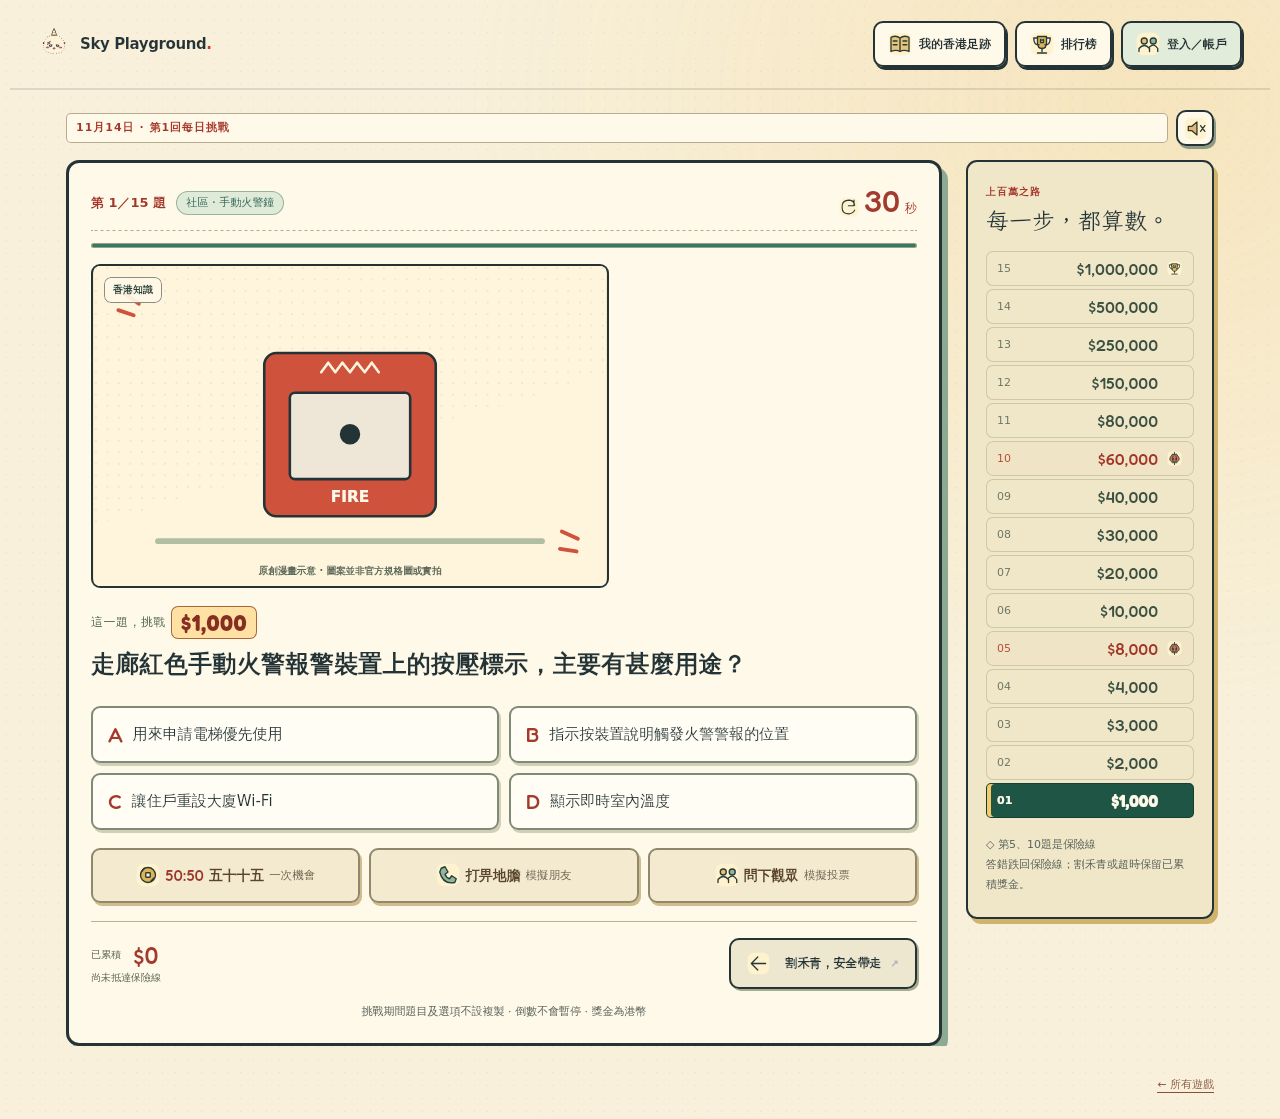 Sky Playground.
我的香港足跡
排行榜
登入／帳戶
11月14日 · 第1回每日挑戰
第 1／15 題
社區・手動火警鐘
30 秒
香港知識
FIRE
原創漫畫示意・圖案並非官方規格圖或實拍
這一題，挑戰 $1,000
走廊紅色手動火警報警裝置上的按壓標示，主要有甚麼用途？
A 用來申請電梯優先使用
B 指示按裝置說明觸發火警警報的位置
C 讓住戶重設大廈Wi-Fi
D 顯示即時室內溫度
50:50 五十十五 一次機會
打畀地膽 模擬朋友
問下觀眾 模擬投票
已累積 $0
尚未抵達保險線
割禾青，安全帶走 ↗
挑戰期間題目及選項不設複製 · 倒數不會暫停 · 獎金為港幣
上百萬之路
每一步，都算數。
15 $1,000,000
14 $500,000
13 $250,000
12 $150,000
11 $80,000
10 $60,000
09 $40,000
08 $30,000
07 $20,000
06 $10,000
05 $8,000
04 $4,000
03 $3,000
02 $2,000
01 $1,000
◇ 第5、10題是保險線
答錯跌回保險線；割禾青或超時保留已累
積獎金。
← 所有遊戲